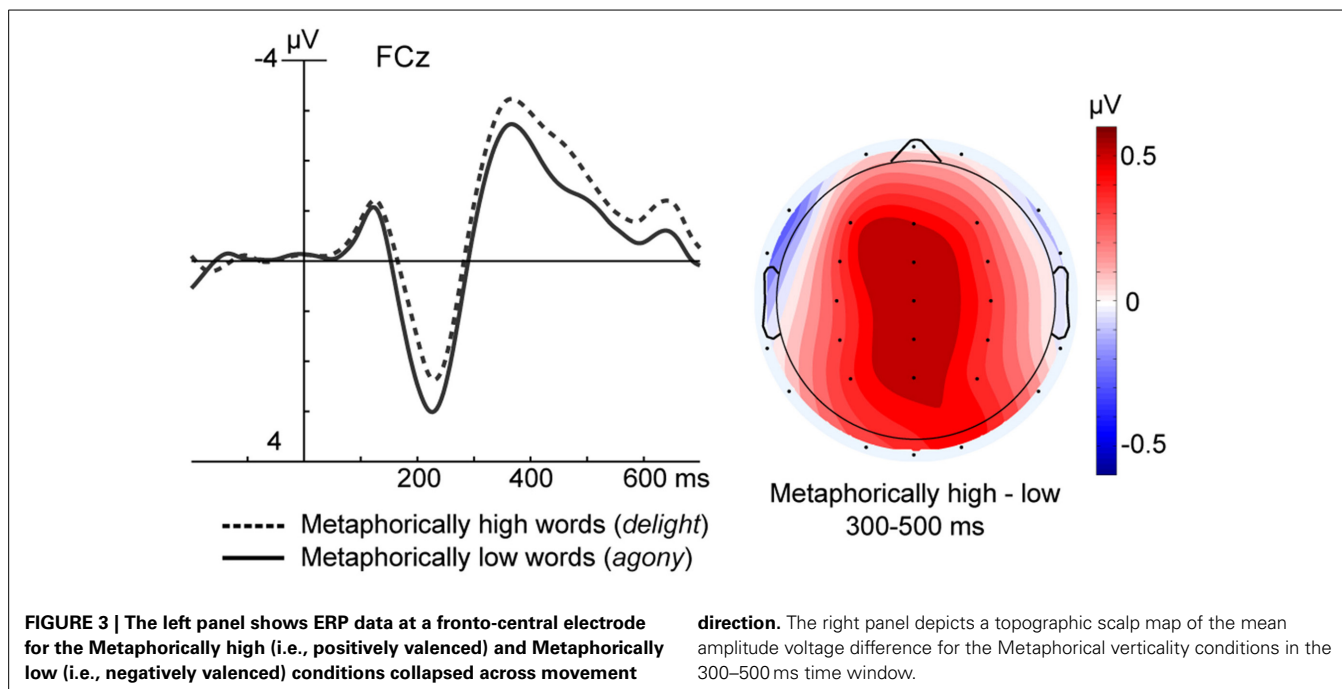 µV
-4
FCz
4
200
400
600 ms
Metaphorically high words (delight)
Metaphorically low words (agony)
µV
0.5
0
-0.5
Metaphorically high - low
300-500 ms
FIGURE 3 | The left panel shows ERP data at a fronto-central electrode
for the Metaphorically high (i.e., positively valenced) and Metaphorically
low (i.e., negatively valenced) conditions collapsed across movement
direction. The right panel depicts a topographic scalp map of the mean
amplitude voltage difference for the Metaphorical verticality conditions in the
300–500 ms time window.